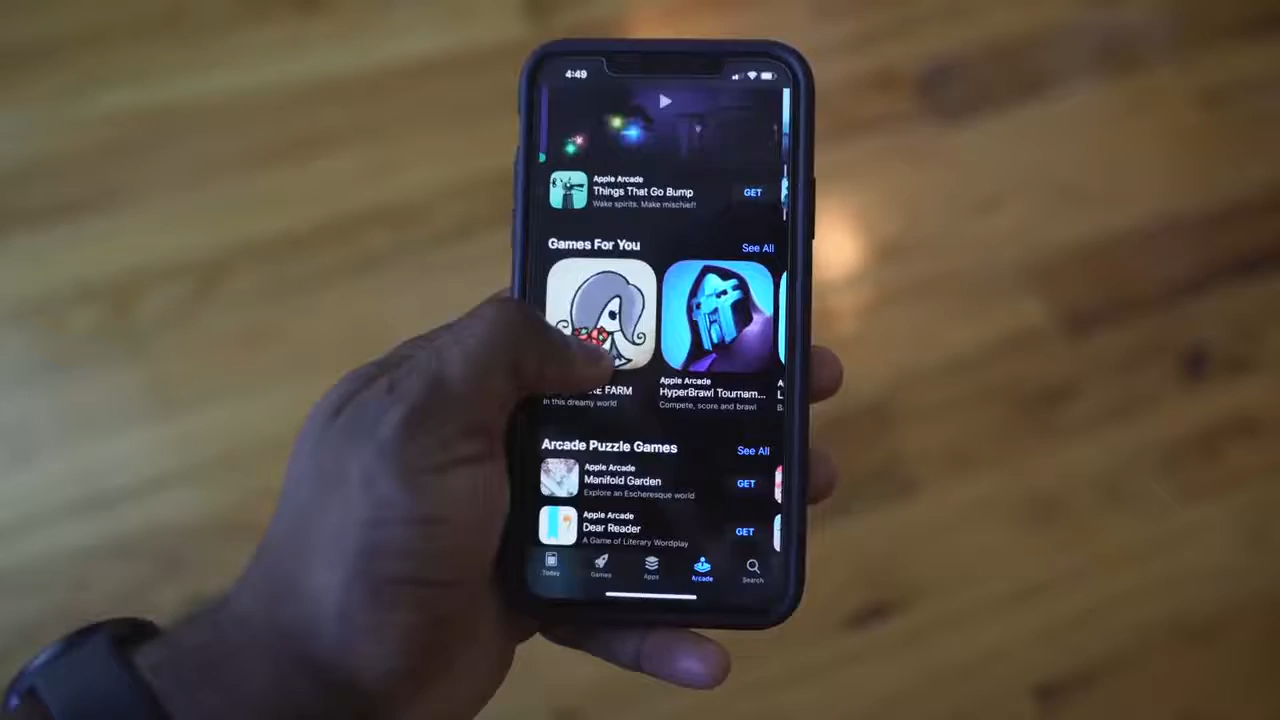 4:49
Apple Arcade
Things That Go Bump
GET
Wake spirits. Make mischief!
Games For You
See All
FARM
In this dreamy world
Apple Arcade
HyperBrawl Tournam...
Compete, score and brawl
Arcade Puzzle Games
See All
Apple Arcade
Manifold Garden
GET
Explore an Escheresque world
Apple Arcade
Dear Reader
GET
A Game of Literary Wordplay
Today
Games
Apps
Arcade
Search